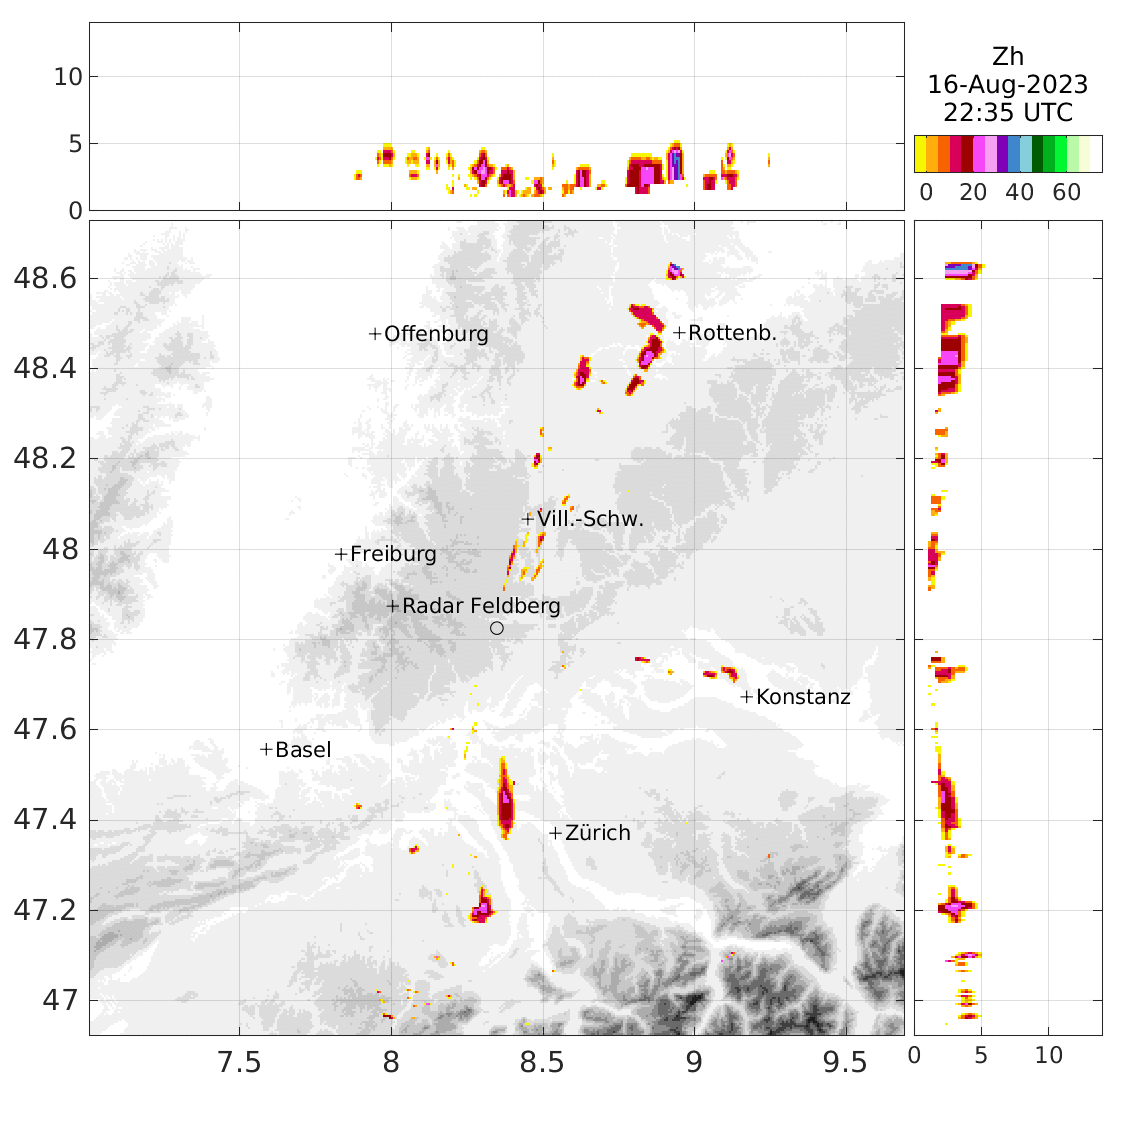 10
5
0
Zh
16-Aug-2023
22:35 UTC
0 20 40 60
48.6
48.4
48.2
48
47.8
47.6
47.4
47.2
47
Offenburg
Rottenb.
Vill.-Schw.
Freiburg
Radar Feldberg
Konstanz
Basel
Zürich
7.5 8 8.5 9 9.5
0 5 10